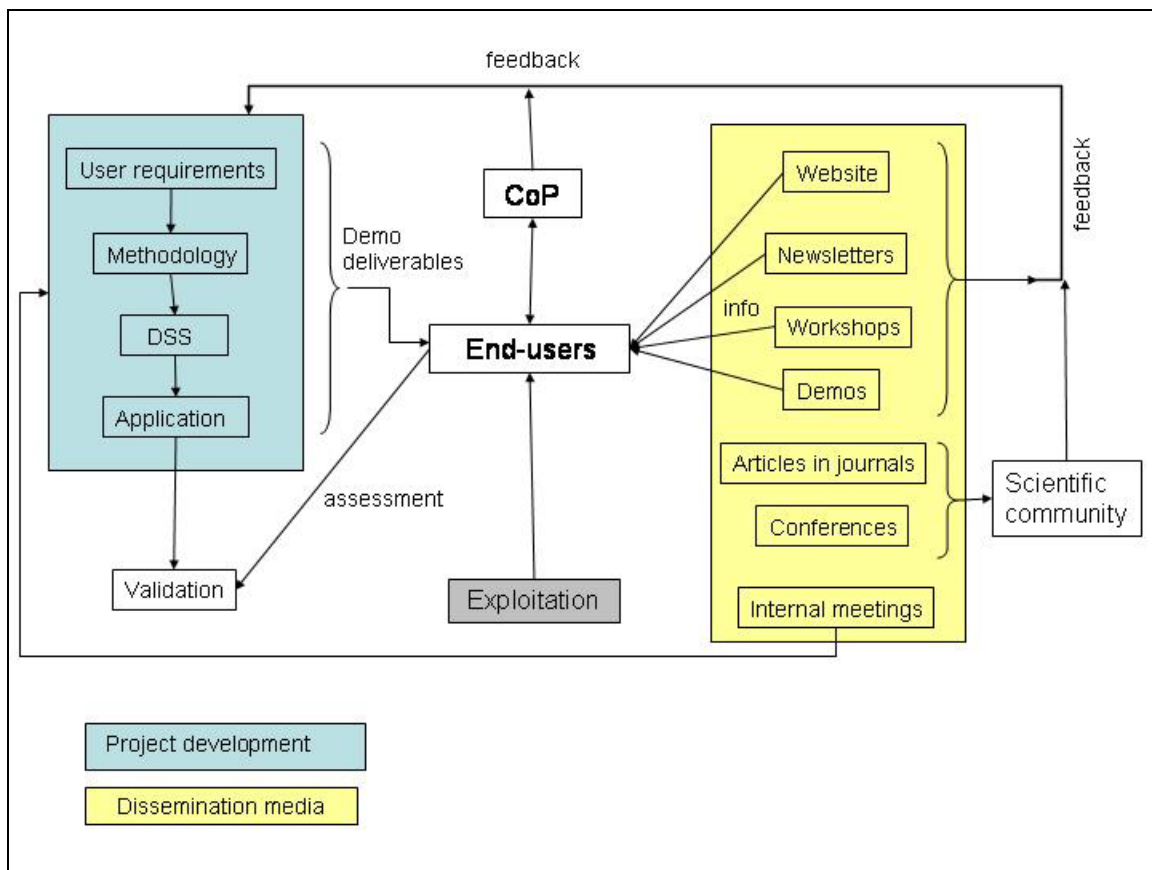 feedback
User requirements
Methodology
DSS
Application
Demo
deliverables
CoP
End-users
assessment
Validation
Exploitation
Website
Newsletters
info
Workshops
Demos
Articles in journals
Conferences
Internal meetings
feedback
Scientific
community
Project development
Dissemination media